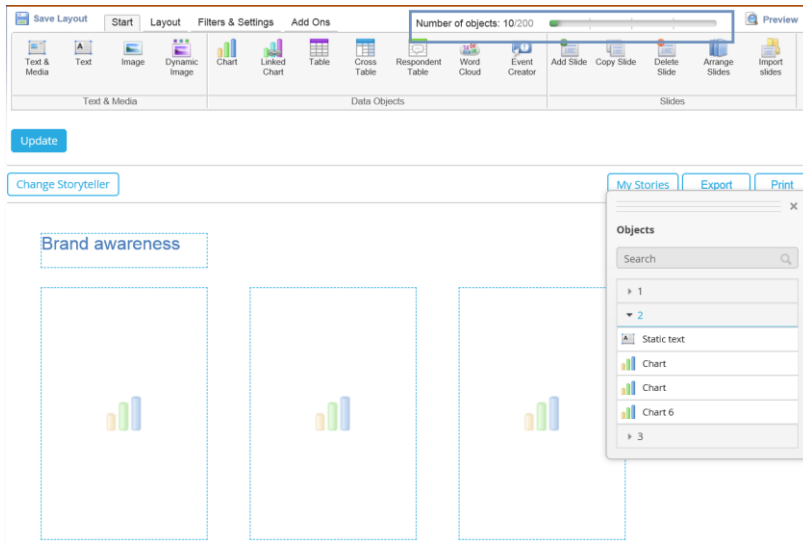 Save Layout Start Layout Filters & Settings Add Ons Number of objects: 10/200 Preview
Text & Media Text Image Dynamic Image Chart Linked Chart Table Cross Table Respondent Table Word Cloud Event Creator Add Slide Copy Slide Delete Slide Arrange Slides Import slides
Text & Media Data Objects Slides
Update
Change Storyteller My Stories Export Print
Objects
Brand awareness
Search
1
2
Static text
Chart
Chart
Chart 6
3